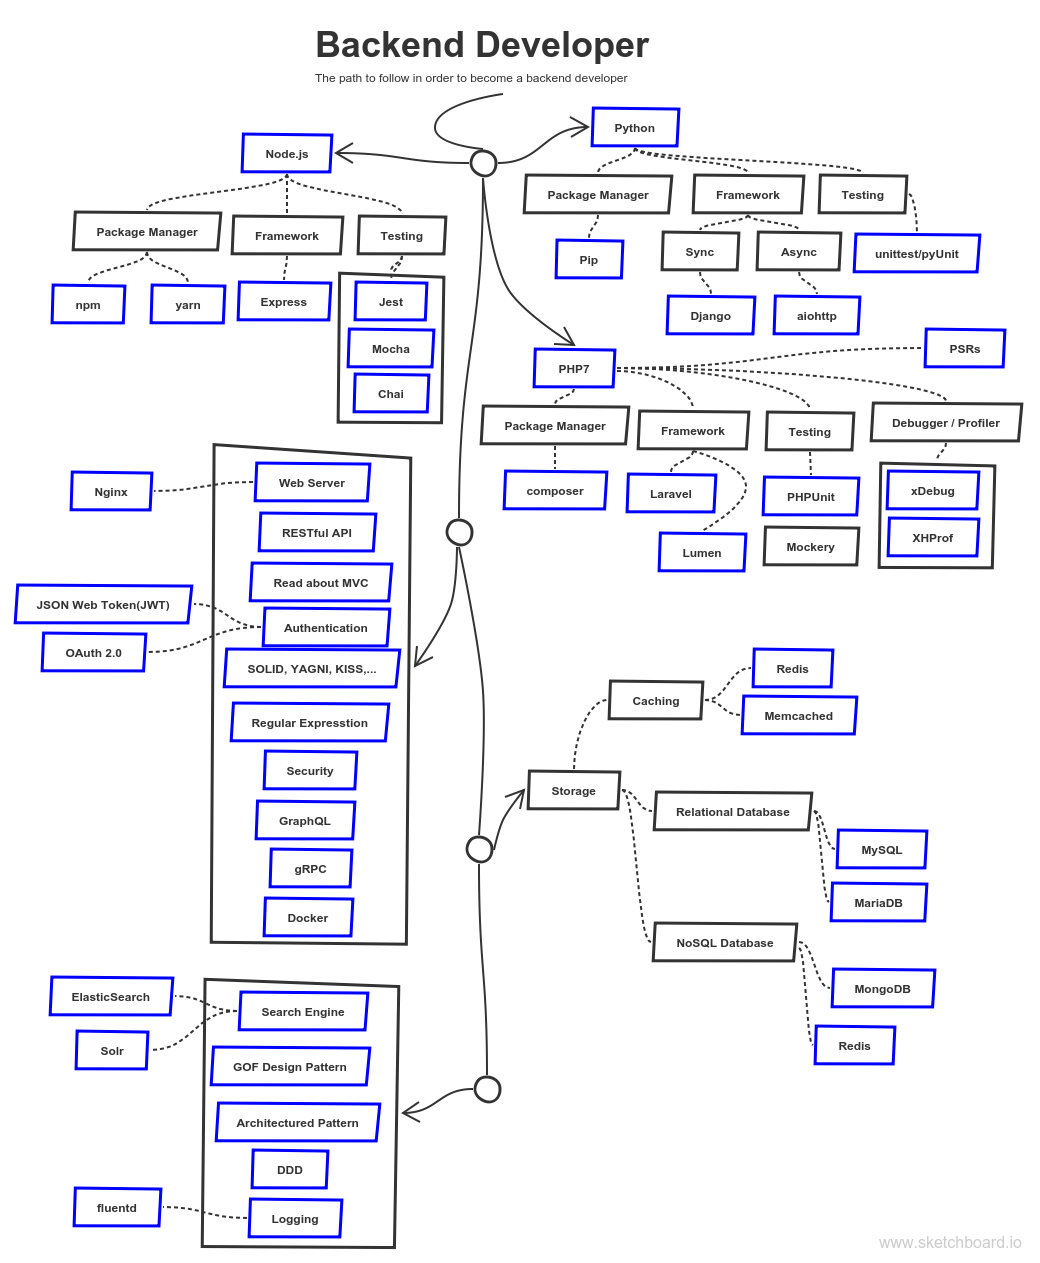 Backend Developer
The path to follow in order to become a backend developer
Node.js
Package Manager
Framework
Testing
npm
yarn
Express
Jest
Mocha
Chai
Python
Package Manager
Framework
Testing
Pip
Sync
Async
unittest/pyUnit
Django
aiohttp
PHP7
PSRs
Package Manager
Framework
Testing
Debugger / Profiler
composer
Laravel
Lumen
PHPUnit
Mockery
xDebug
XHProf
Nginx
Web Server
RESTful API
Read about MVC
JSON Web Token(JWT)
OAuth 2.0
Authentication
SOLID, YAGNI, KISS,...
Regular Expresstion
Security
GraphQL
gRPC
Docker
Caching
Redis
Memcached
Storage
Relational Database
MySQL
MariaDB
NoSQL Database
MongoDB
Redis
ElasticSearch
Solr
Search Engine
GOF Design Pattern
Architectured Pattern
DDD
fluentd
Logging
www.sketchboard.io